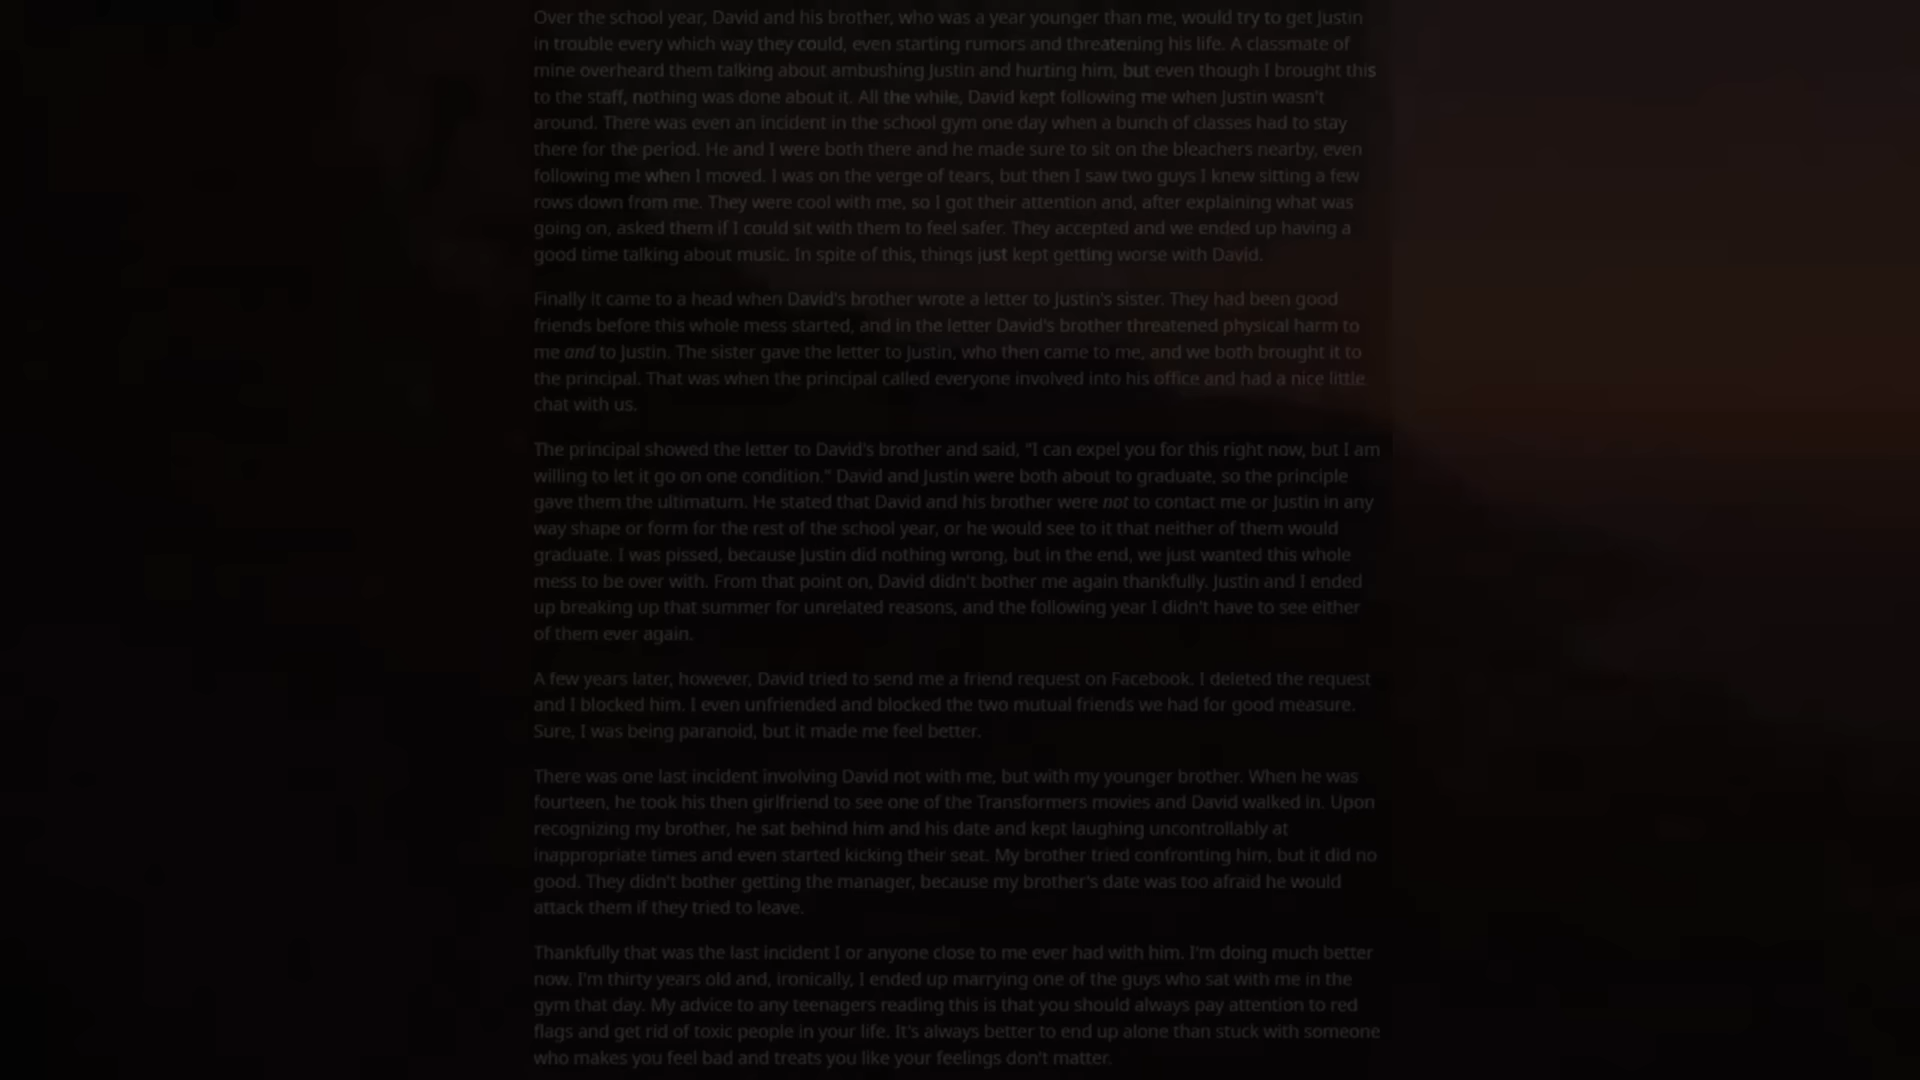 Over the school year, David and his brother, who was a year younger than me, would try to get Justin
in trouble every which way they could, even starting rumors and threatening his life. A classmate of
mine overheard them talking about ambushing Justin and hurting him, but even though I brought this
to the staff, nothing was done about it. All the while, David kept following me when Justin wasn't
around. There was even an incident in the school gym one day when a bunch of classes had to stay
there for the period. He and I were both there and he made sure to sit on the bleachers nearby, even
following me when I moved. I was on the verge of tears, but then I saw two guys I knew sitting a few
rows down from me. They were cool with me, so I got their attention and, after explaining what was
going on, asked them if I could sit with them to feel safer. They accepted and we ended up having a
good time talking about music. In spite of this, things just kept getting worse with David.
Finally it came to a head when David's brother wrote a letter to Justin's sister. They had been good
friends before this whole mess started, and in the letter David's brother threatened physical harm to
me and to Justin. The sister gave the letter to Justin, who then came to me, and we both brought it to
the principal. That was when the principal called everyone involved into his office and had a nice little
chat with us.
The principal showed the letter to David's brother and said, "I can expel you for this right now, but I am
willing to let it go on one condition." David and Justin were both about to graduate, so the principle
gave them the ultimatum. He stated that David and his brother were not to contact me or Justin in any
way shape or form for the rest of the school year, or he would see to it that neither of them would
graduate. I was pissed, because Justin did nothing wrong, but in the end, we just wanted this whole
mess to be over with. From that point on, David didn't bother me again thankfully. Justin and I ended
up breaking up that summer for unrelated reasons, and the following year I didn't have to see either
of them ever again.
A few years later, however, David tried to send me a friend request on Facebook. I deleted the request
and I blocked him. I even unfriended and blocked the two mutual friends we had for good measure.
Sure, I was being paranoid, but it made me feel better.
There was one last incident involving David not with me, but with my younger brother. When he was
fourteen, he took his then girlfriend to see one of the Transformers movies and David walked in. Upon
recognizing my brother, he sat behind him and his date and kept laughing uncontrollably at
inappropriate times and even started kicking their seat. My brother tried confronting him, but it did no
good. They didn't bother getting the manager, because my brother's date was too afraid he would
attack them if they tried to leave.
Thankfully that was the last incident I or anyone close to me ever had with him. I'm doing much better
now. I'm thirty years old and, ironically, I ended up marrying one of the guys who sat with me in the
gym that day. My advice to any teenagers reading this is that you should always pay attention to red
flags and get rid of toxic people in your life. It's always better to end up alone than stuck with someone
who makes you feel bad and treats you like your feelings don't matter.